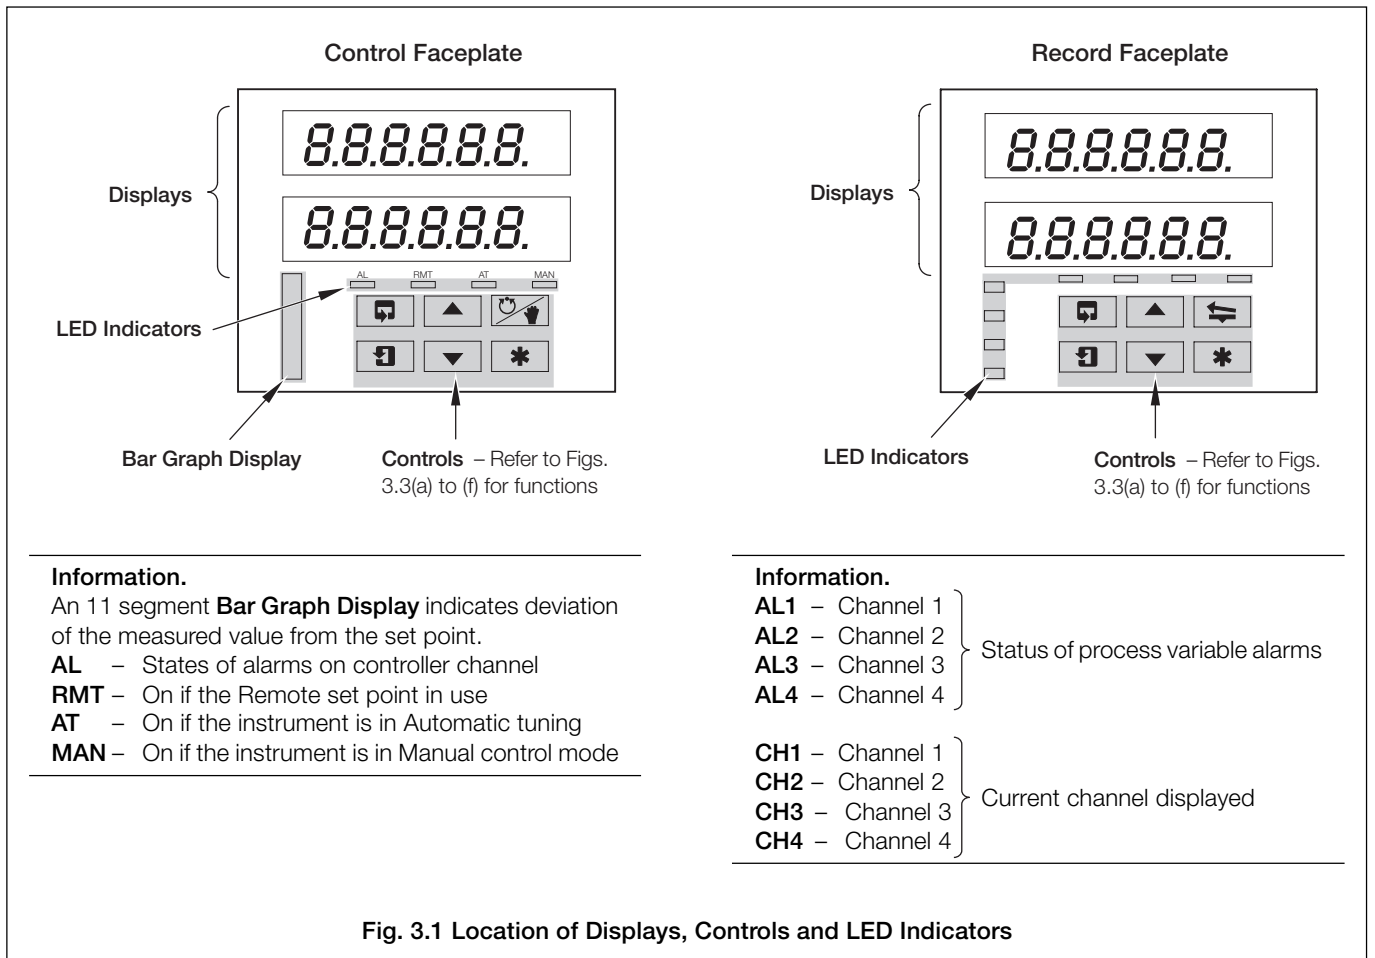 Control Faceplate
8.8.8.8.8.8.
Displays
8.8.8.8.8.8.
AL RMT AT MAN
LED Indicators
Bar Graph Display
Controls – Refer to Figs.
3.3(a) to (f) for functions
Record Faceplate
8.8.8.8.8.8.
Displays
8.8.8.8.8.8.
LED Indicators
Controls – Refer to Figs.
3.3(a) to (f) for functions
Information.
An 11 segment Bar Graph Display indicates deviation
of the measured value from the set point.
AL – States of alarms on controller channel
RMT – On if the Remote set point in use
AT – On if the instrument is in Automatic tuning
MAN – On if the instrument is in Manual control mode
Information.
AL1 – Channel 1
AL2 – Channel 2
AL3 – Channel 3
AL4 – Channel 4
Status of process variable alarms
CH1 – Channel 1
CH2 – Channel 2
CH3 – Channel 3
CH4 – Channel 4
Current channel displayed
Fig. 3.1 Location of Displays, Controls and LED Indicators